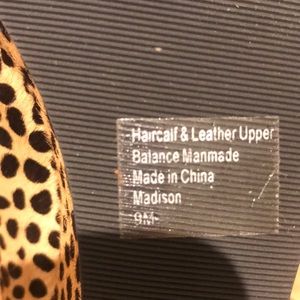 Haircalf & Leather Upper
Balance Manmade
Made in China
Madison
9M